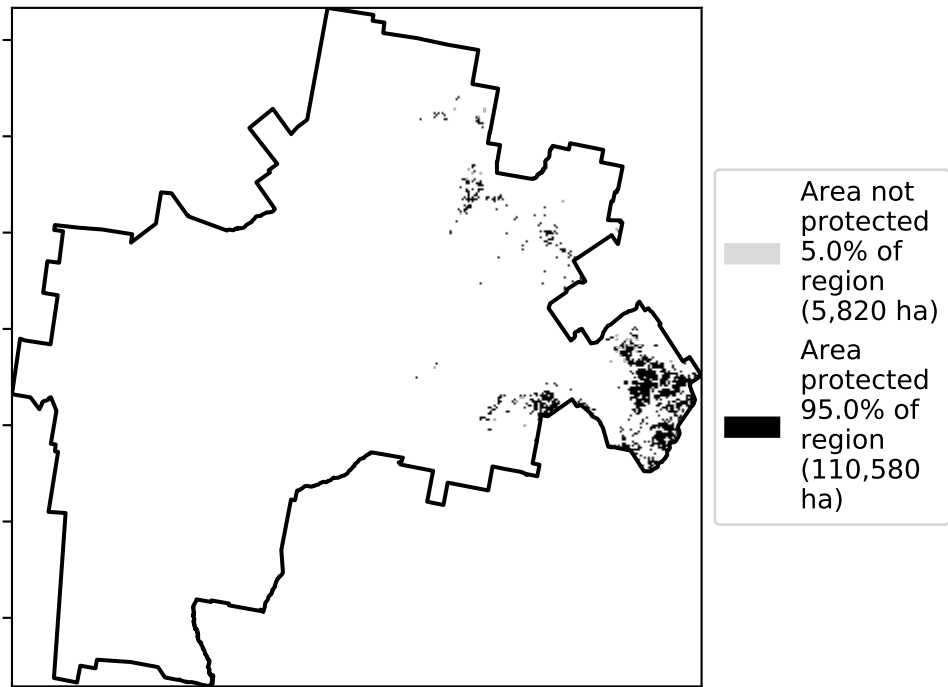 Area not
protected
5.0% of
region
(5,820 ha)
Area
protected
95.0% of
region
(110,580
ha)